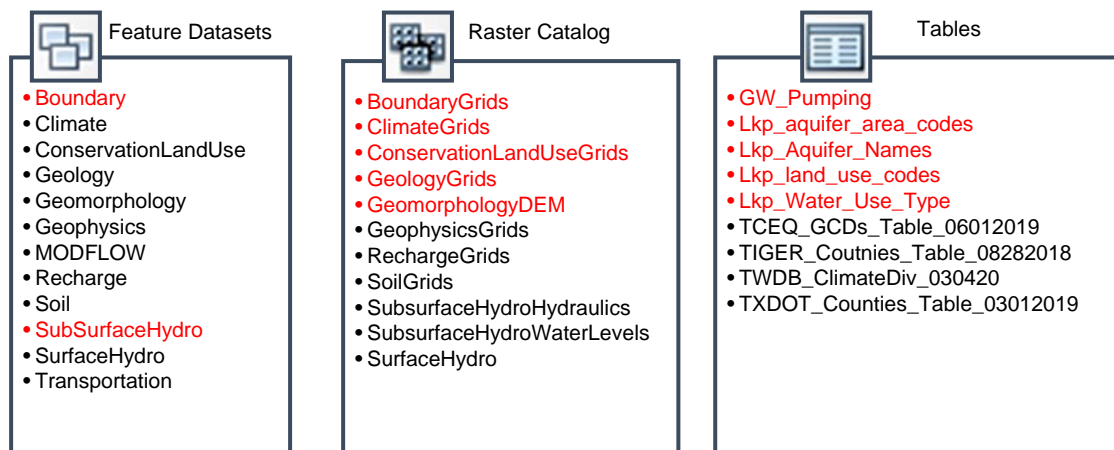 Feature Datasets
• Boundary
• Climate
• ConservationLandUse
• Geology
• Geomorphology
• Geophysics
• MODFLOW
• Recharge
• Soil
• SubSurfaceHydro
• SurfaceHydro
• Transportation
Raster Catalog
• BoundaryGrids
• ClimateGrids
• ConservationLandUseGrids
• GeologyGrids
• GeomorphologyDEM
• GeophysicsGrids
• RechargeGrids
• SoilGrids
• SubsurfaceHydroHydraulics
• SubsurfaceHydroWaterLevels
• SurfaceHydro
Tables
• GW_Pumping
• Lkp_aquifer_area_codes
• Lkp_Aquifer_Names
• Lkp_land_use_codes
• Lkp_Water_Use_Type
• TCEQ_GCDs_Table_06012019
• TIGER_Coutnies_Table_08282018
• TWDB_ClimateDiv_030420
• TXDOT_Counties_Table_03012019